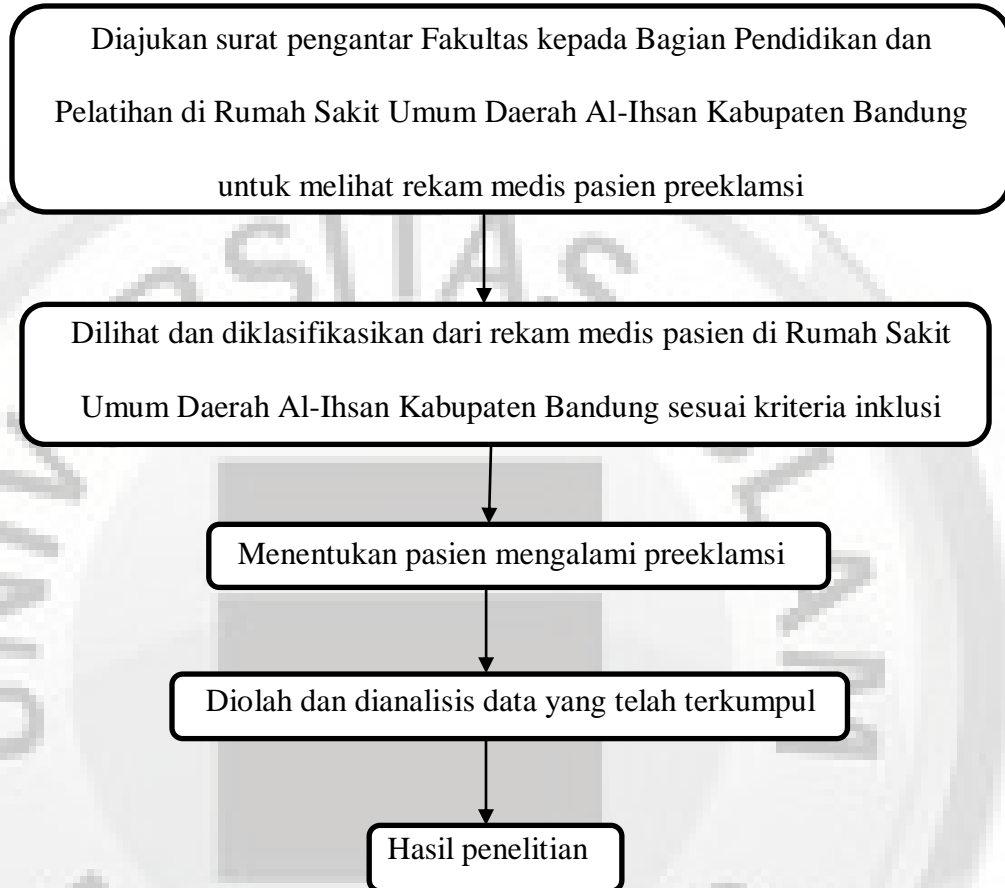 Diajukan surat pengantar Fakultas kepada Bagian Pendidikan dan
Pelatihan di Rumah Sakit Umum Daerah Al-Ihsan Kabupaten Bandung
untuk melihat rekam medis pasien preeklamsi
Dilihat dan diklasifikasikan dari rekam medis pasien di Rumah Sakit
Umum Daerah Al-Ihsan Kabupaten Bandung sesuai kriteria inklusi
Menentukan pasien mengalami preeklamsi
Diolah dan dianalisis data yang telah terkumpul
Hasil penelitian